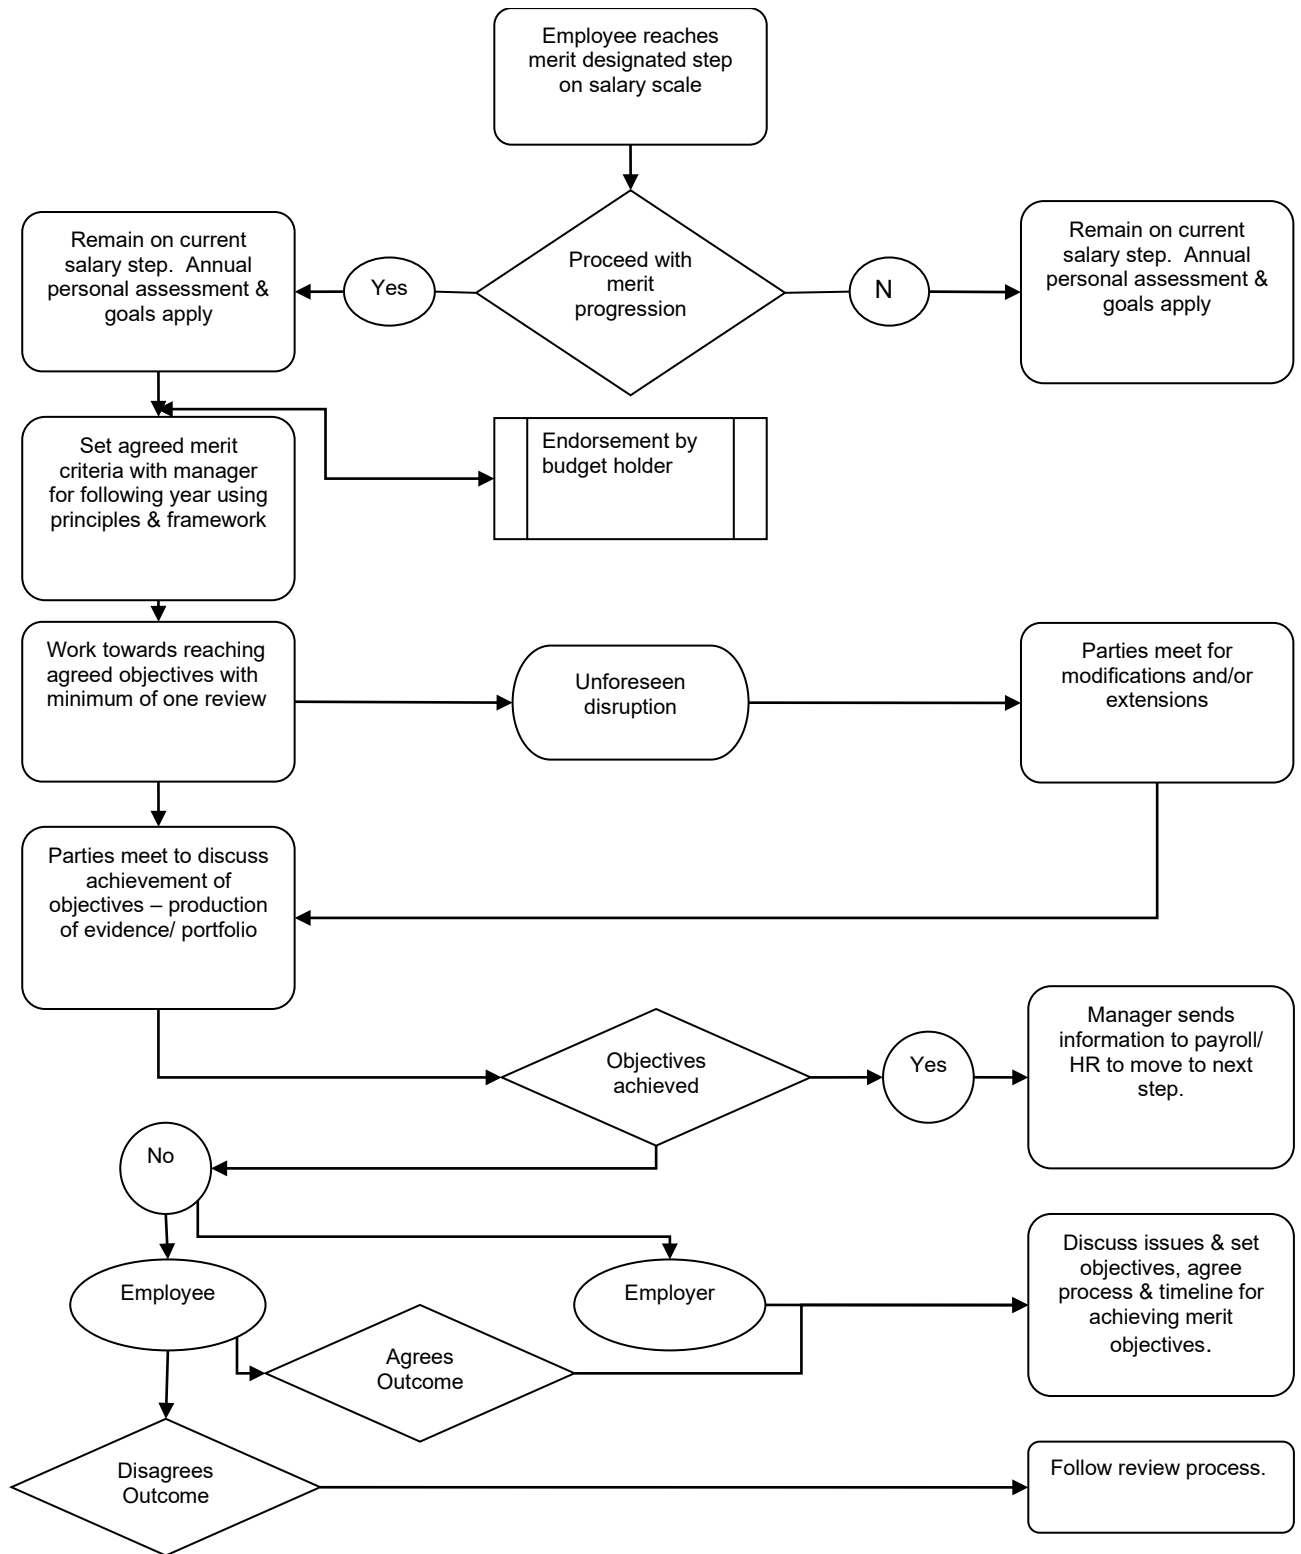 Employee reaches
merit designated step
on salary scale
Remain on current
salary step.  Annual
personal assessment &
goals apply
Yes
Proceed with
merit
progression
N
Remain on current
salary step.  Annual
personal assessment &
goals apply
Set agreed merit
criteria with manager
for following year using
principles & framework
Endorsement by
budget holder
Work towards reaching
agreed objectives with
minimum of one review
Unforeseen
disruption
Parties meet for
modifications and/or
extensions
Parties meet to discuss
achievement of
objectives – production
of evidence/ portfolio
Objectives
achieved
Yes
Manager sends
information to payroll/
HR to move to next
step.
No
Employee
Employer
Discuss issues & set
objectives, agree
process & timeline for
achieving merit
objectives.
Agrees
Outcome
Disagrees
Outcome
Follow review process.